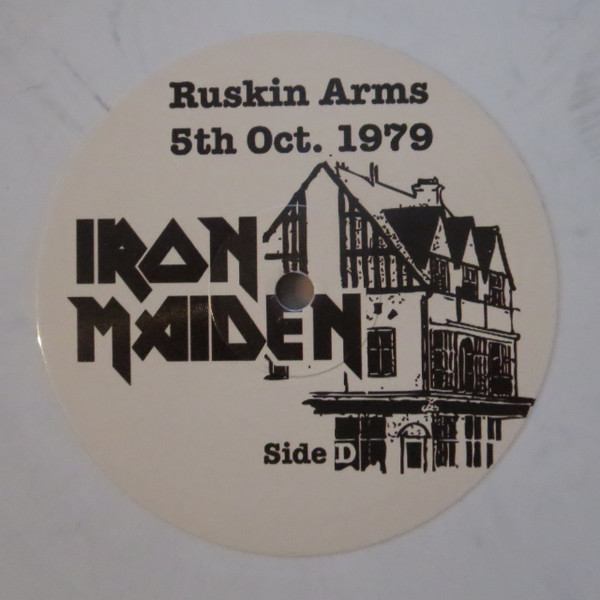 Ruskin Arms
5th Oct. 1979
IRON
MAIDEN
Side D